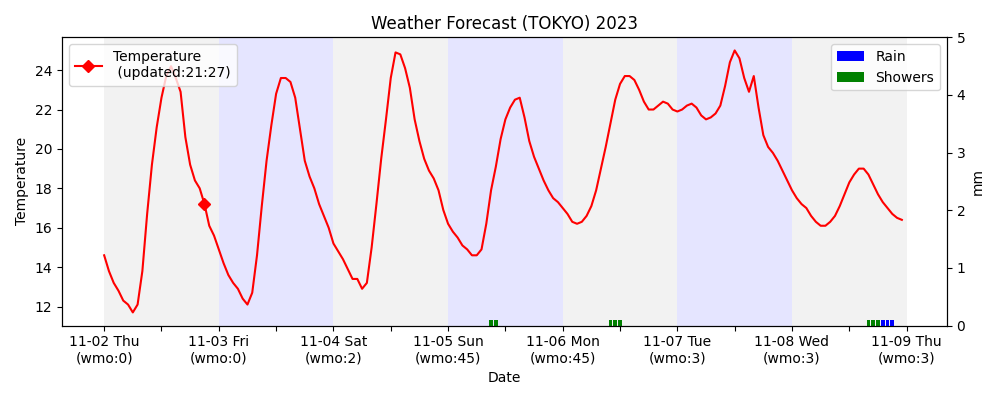 Weather Forecast (TOKYO) 2023
Temperature
(updated:21:27)
Rain
Showers
24
22
20
18
16
14
12
Temperature
5
4
3
2
1
0
mm
11-02 Thu 11-03 Fri 11-04 Sat 11-05 Sun 11-06 Mon 11-07 Tue 11-08 Wed 11-09 Thu
(wmo:0) (wmo:0) (wmo:2) (wmo:45) (wmo:45) (wmo:3) (wmo:3) (wmo:3)
Date